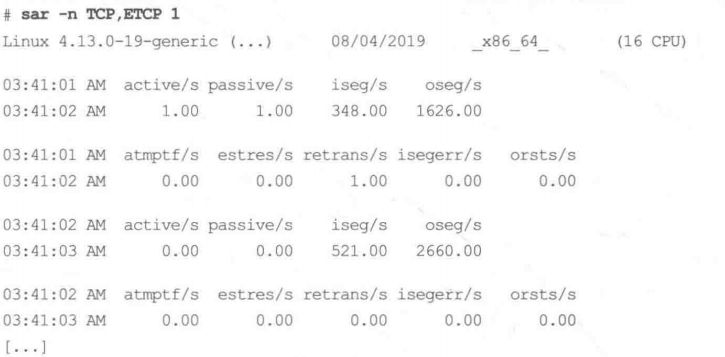 # sar -n TCP,ETCP 1
Linux 4.13.0-19-generic (...) 08/04/2019 _x86_64_ (16 CPU)
03:41:01 AM active/s passive/s iseg/s oseg/s
03:41:02 AM 1.00 1.00 348.00 1626.00
03:41:01 AM atmptf/s estres/s retrans/s isegerr/s orsts/s
03:41:02 AM 0.00 0.00 1.00 0.00 0.00
03:41:02 AM active/s passive/s iseg/s oseg/s
03:41:03 AM 0.00 0.00 521.00 2660.00
03:41:02 AM atmptf/s estres/s retrans/s isegerr/s orsts/s
03:41:03 AM 0.00 0.00 0.00 0.00 0.00
[...]